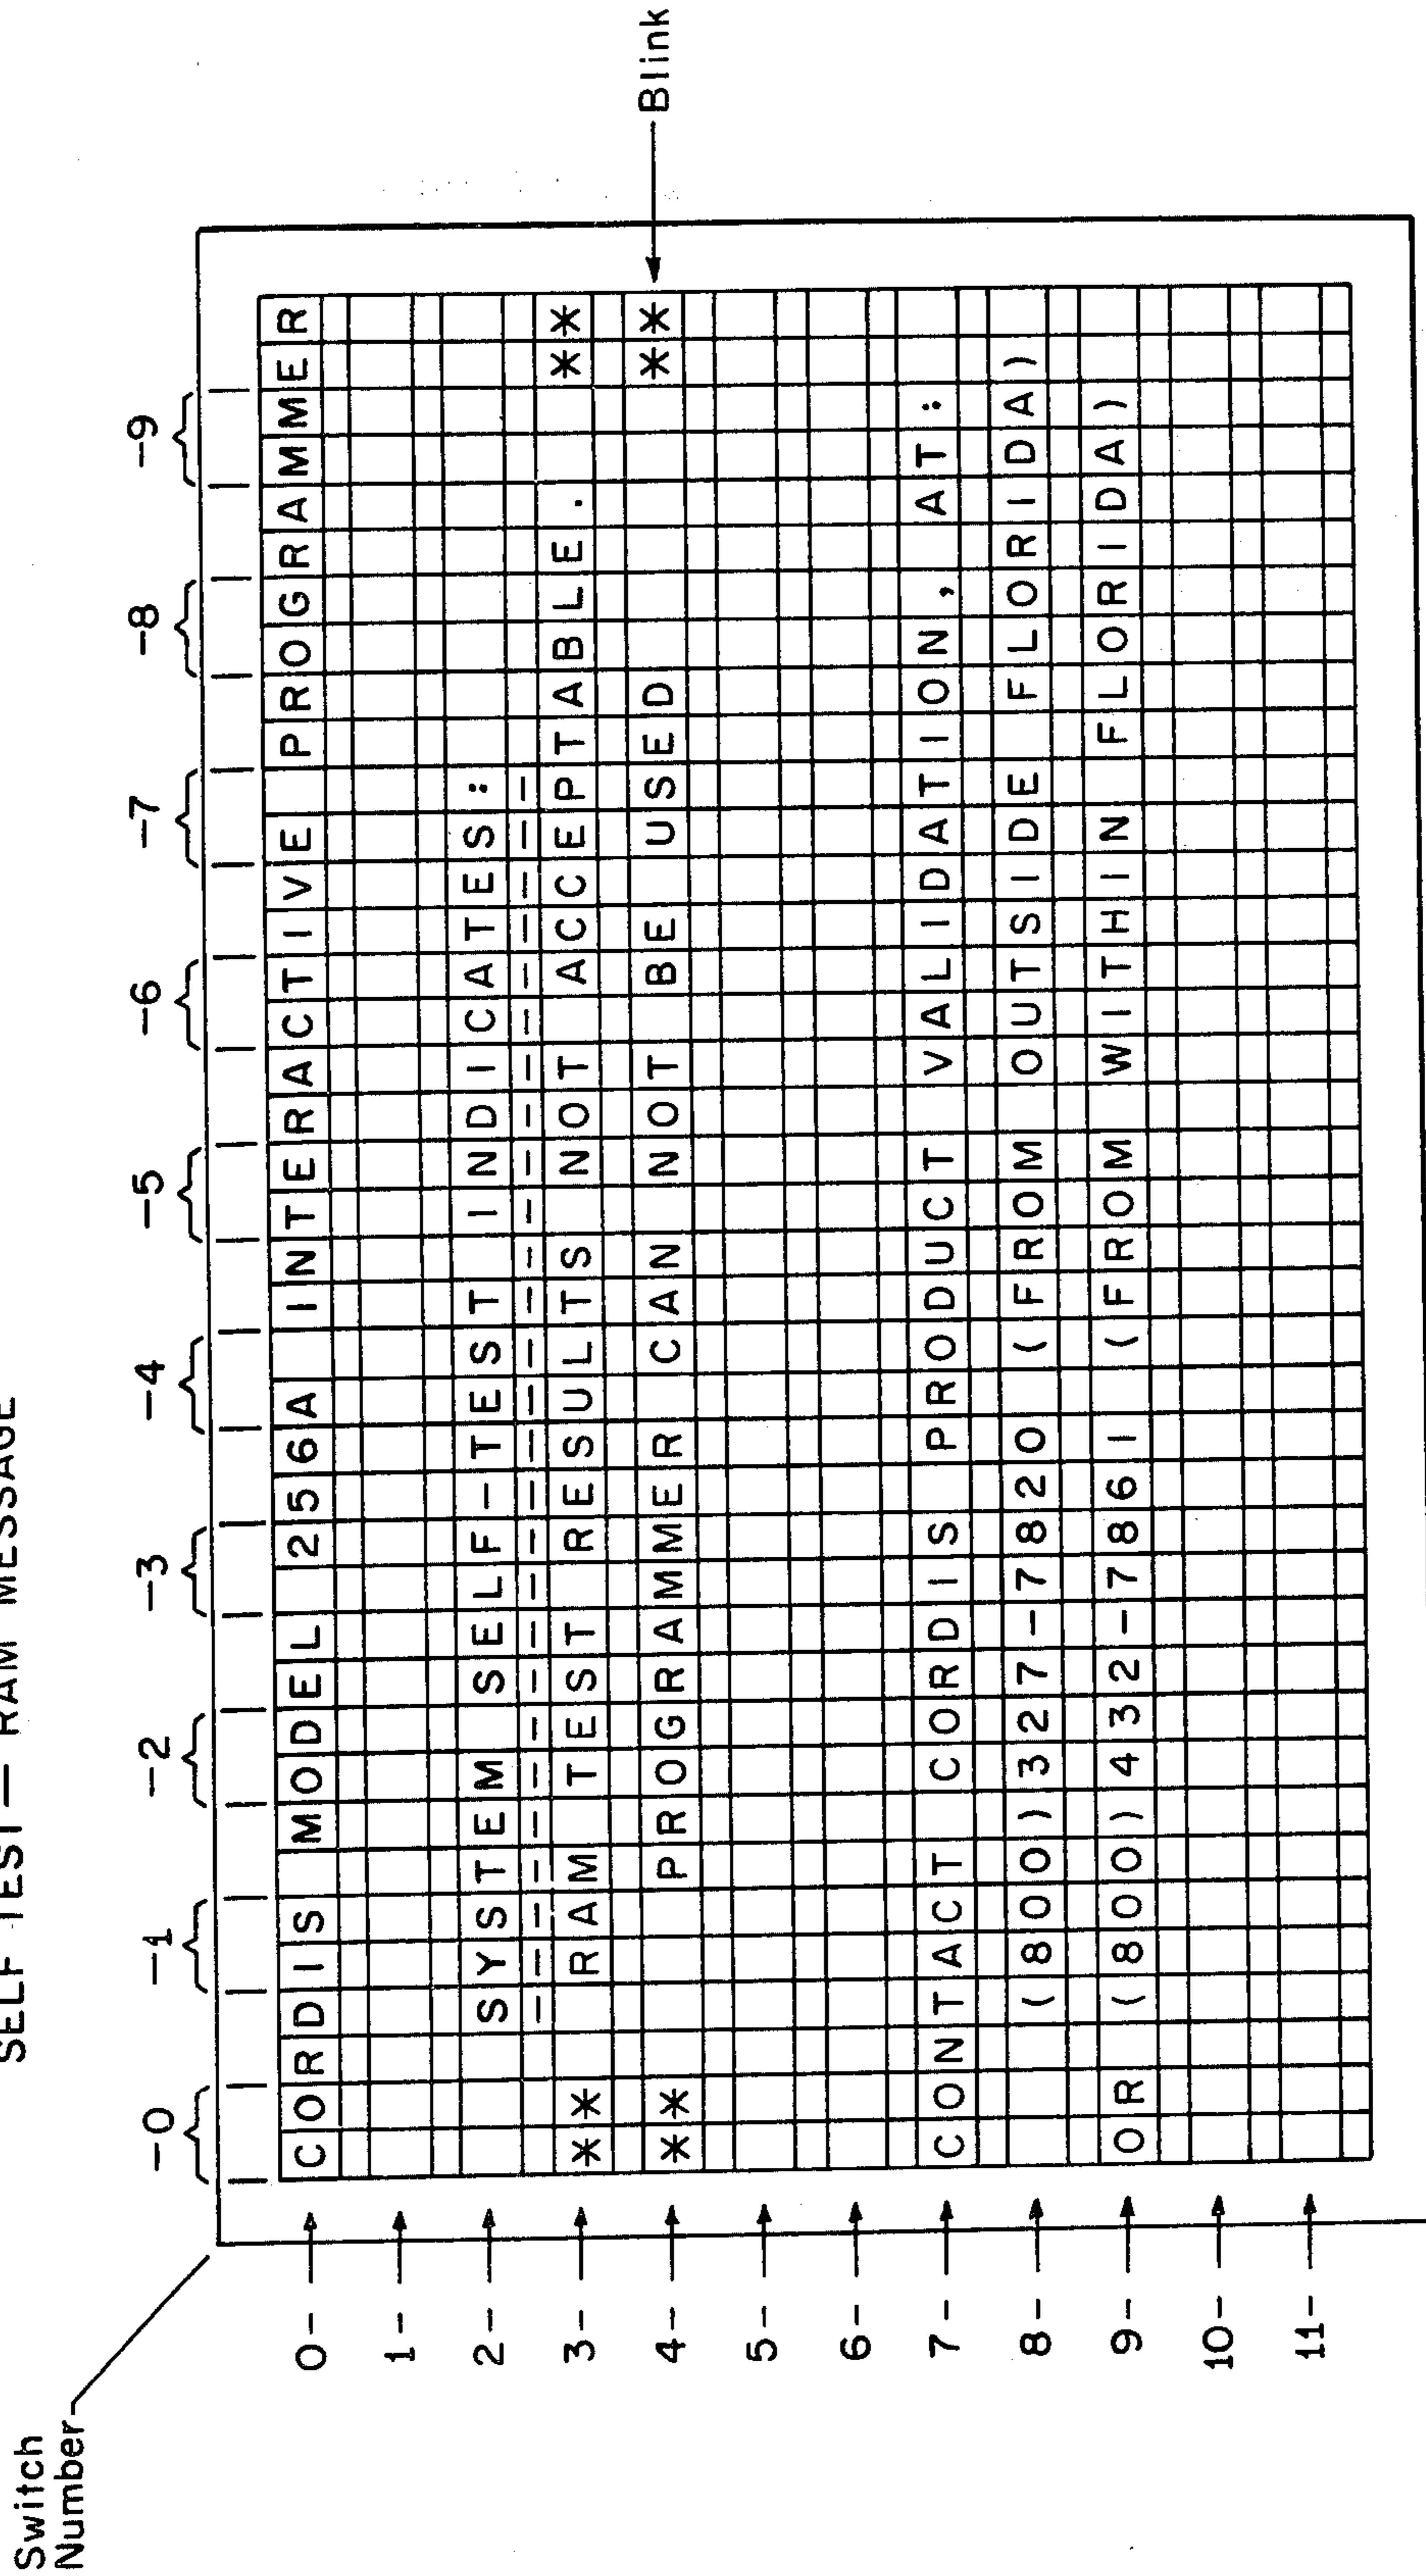 SELF TEST — RAM MESSAGE
Switch
Number
-0 -1 -2 -3 -4 -5 -6 -7 -8 -9
0- CORDIS MODEL 256A INTERACTIVE PROGRAMMER
1-
2- SYSTEM SELF-TEST INDICATES:
3- ** RAM TEST RESULTS NOT ACCEPTABLE. **
4- ** PROGRAMMER CAN NOT BE USED ** Blink
5-
6-
7- CONTACT CORDIS PRODUCT VALIDATION, AT:
8- (800)327-7820 (FROM OUTSIDE FLORIDA)
9- OR (800)432-7861 (FROM WITHIN FLORIDA)
10-
11-